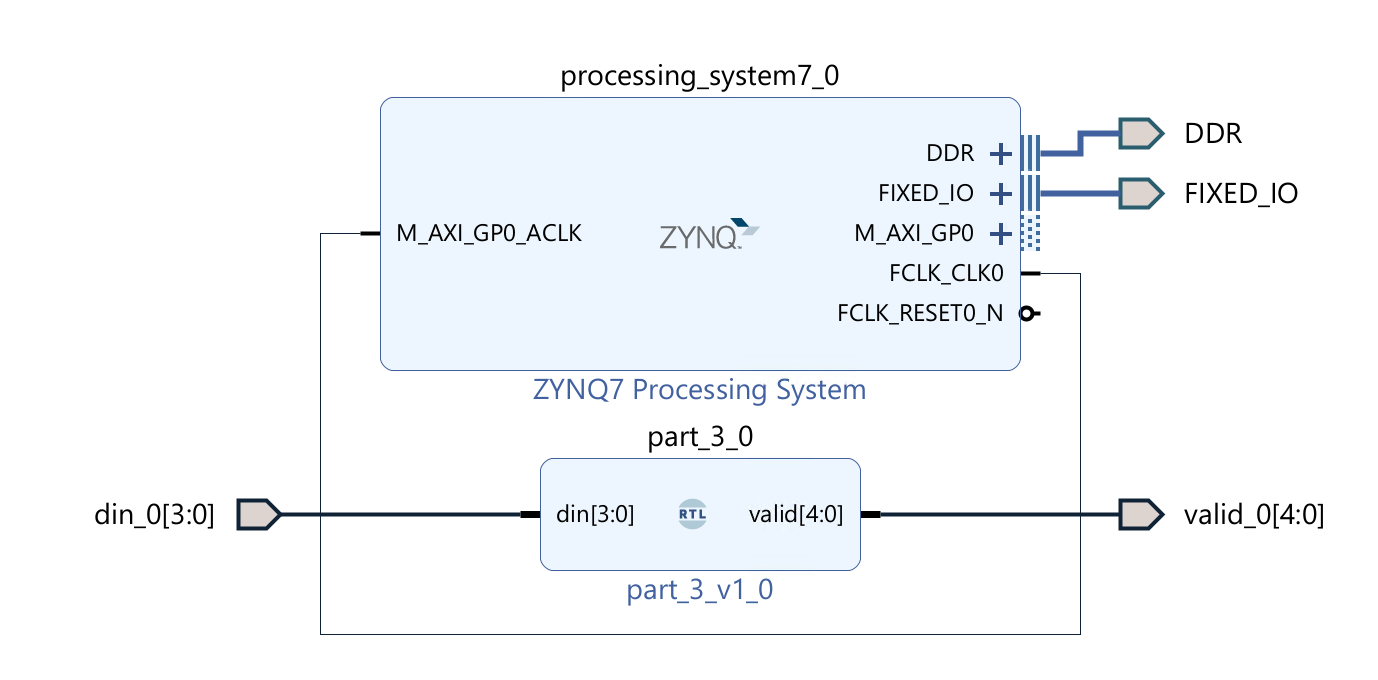 processing_system7_0
DDR
DDR
FIXED_IO
FIXED_IO
M_AXI_GP0_ACLK
ZYNQ
M_AXI_GP0
FCLK_CLK0
FCLK_RESET0_N
ZYNQ7 Processing System
part_3_0
din_0[3:0]
din[3:0]
RTL
valid[4:0]
valid_0[4:0]
part_3_v1_0